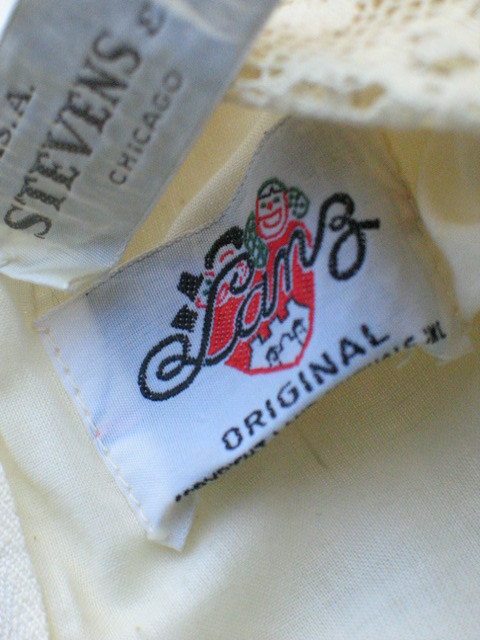 S.A.
STEVENS &
CHICAGO
Lanz
ORIGINAL